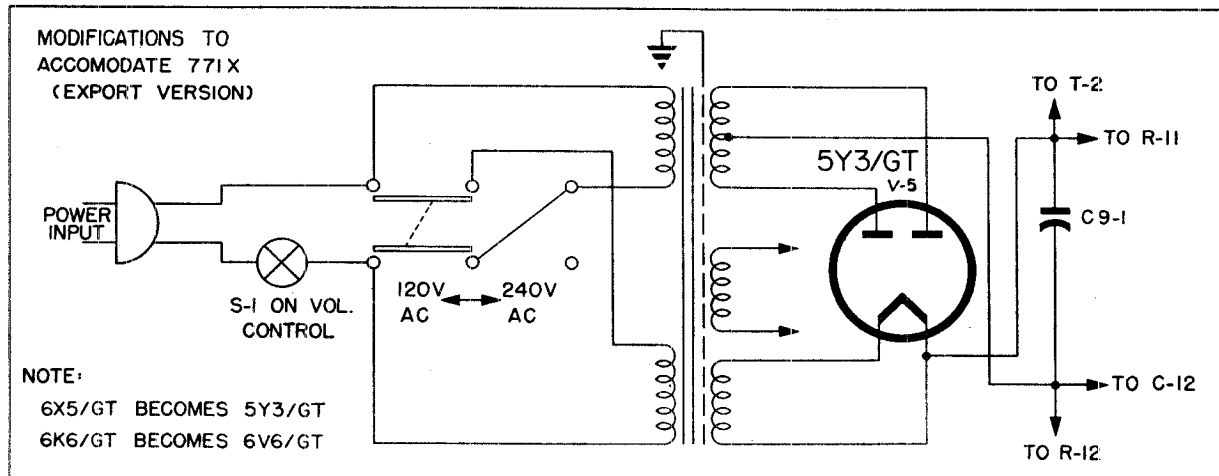 MODIFICATIONS TO
ACCOMODATE 771X
(EXPORT VERSION)
POWER
INPUT
S-1 ON VOL.
CONTROL
120V
AC
240V
AC
5Y3/GT
V-5
TO T-2
TO R-11
C9-1
TO C-12
TO R-12
NOTE:
6X5/GT BECOMES 5Y3/GT
6K6/GT BECOMES 6V6/GT